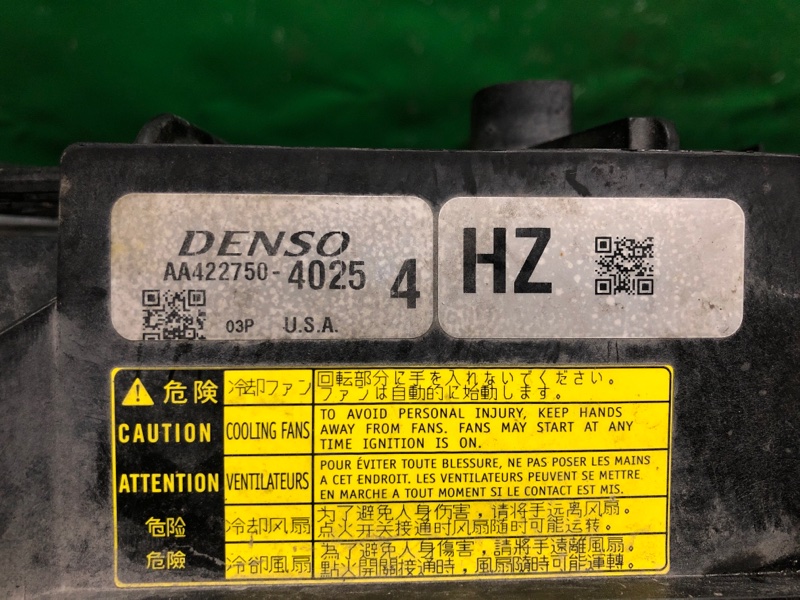 DENSO
AA422750-4025 4
03P U.S.A.
HZ
危険 冷却ファン
回転部分に手を入れないでください。
ファンは自動的に始動します。
CAUTION COOLING FANS
TO AVOID PERSONAL INJURY, KEEP HANDS
AWAY FROM FANS. FANS MAY START AT ANY
TIME IGNITION IS ON.
ATTENTION VENTILATEURS
POUR ÉVITER TOUTE BLESSURE, NE PAS POSER LES MAINS
A CET ENDROIT. LES VENTILATEURS PEUVENT SE METTRE
EN MARCHE A TOUT MOMENT SI LE CONTACT EST MIS.
危险 冷却风扇
为了避免人身伤害，请将手远离风扇。
点火开关接通时风扇随时可能运转。
危險 冷卻風扇
為了避免人身傷害，請將手遠離風扇。
點火開關接通時，風扇隨時可能運轉。